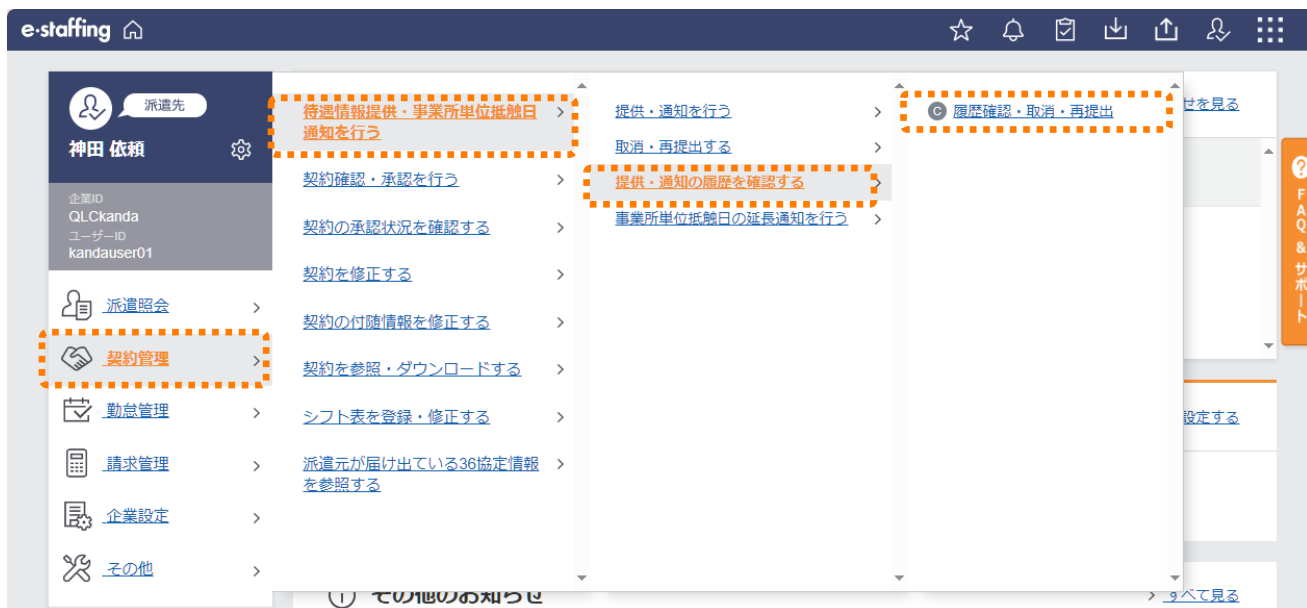 e-staffing
派遣先
神田 依頼
企業ID
QLCkanda
ユーザーID
kandauser01
派遣照会
契約管理
勤怠管理
請求管理
企業設定
その他
待遇情報提供・事業所単位抵触日
通知を行う
契約確認・承認を行う
契約の承認状況を確認する
契約を修正する
契約の付随情報を修正する
契約を参照・ダウンロードする
シフト表を登録・修正する
派遣元が届け出ている36協定情報
を参照する
提供・通知を行う
取消・再提出する
提供・通知の履歴を確認する
事業所単位抵触日の延長通知を行う
C 履歴確認・取消・再提出
せを見る
設定する
その他のお知らせ
すべて見る
? FAQ & サポート